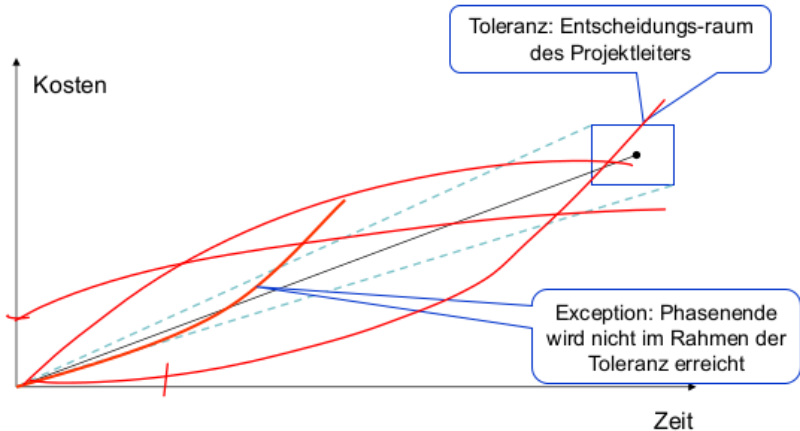 Toleranz: Entscheidungs-raum
des Projektleiters
Kosten
Exception: Phasenende
wird nicht im Rahmen der
Toleranz erreicht
Zeit